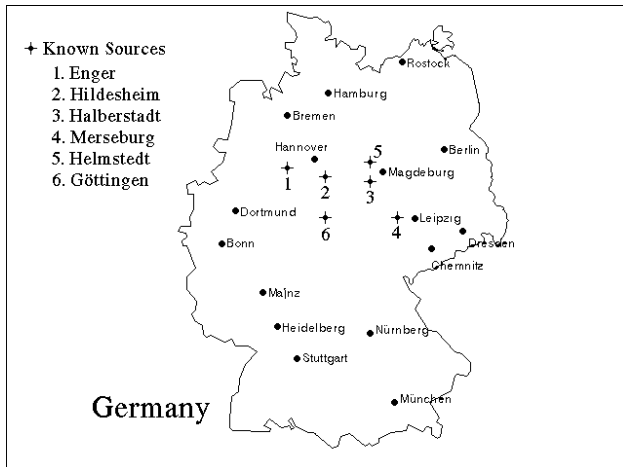 Known Sources
1. Enger
2. Hildesheim
3. Halberstadt
4. Merseburg
5. Helmstedt
6. Göttingen
Rostock
Hamburg
Bremen
Hannover
Berlin
5
Magdeburg
1
2
3
Dortmund
6
4
Leipzig
Dresden
Bonn
Chemnitz
Mainz
Heidelberg
Nürnberg
Stuttgart
München
Germany